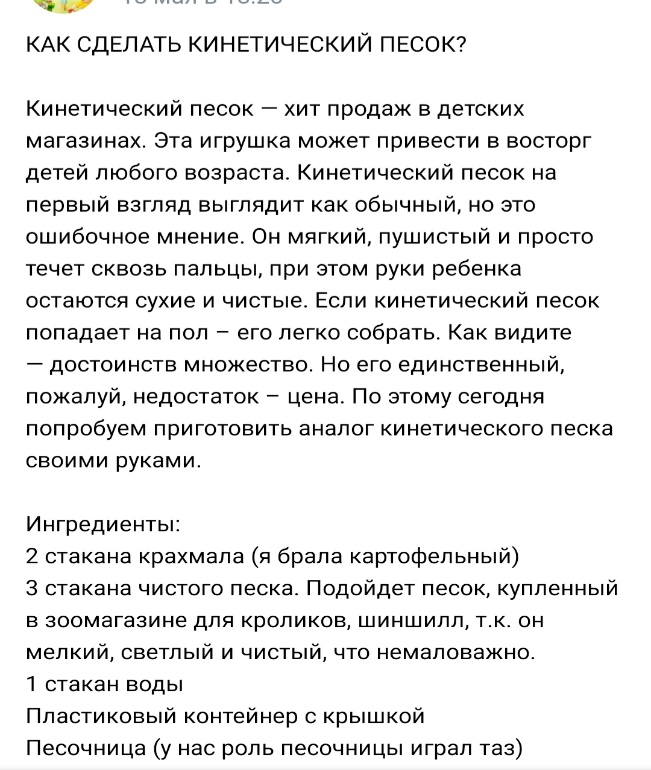 КАК СДЕЛАТЬ КИНЕТИЧЕСКИЙ ПЕСОК?
Кинетический песок — хит продаж в детских
магазинах. Эта игрушка может привести в восторг
детей любого возраста. Кинетический песок на
первый взгляд выглядит как обычный, но это
ошибочное мнение. Он мягкий, пушистый и просто
течет сквозь пальцы, при этом руки ребенка
остаются сухие и чистые. Если кинетический песок
попадает на пол – его легко собрать. Как видите
— достоинств множество. Но его единственный,
пожалуй, недостаток – цена. По этому сегодня
попробуем приготовить аналог кинетического песка
своими руками.
Ингредиенты:
2 стакана крахмала (я брала картофельный)
3 стакана чистого песка. Подойдет песок, купленный
в зоомагазине для кроликов, шиншилл, т.к. он
мелкий, светлый и чистый, что немаловажно.
1 стакан воды
Пластиковый контейнер с крышкой
Песочница (у нас роль песочницы играл таз)